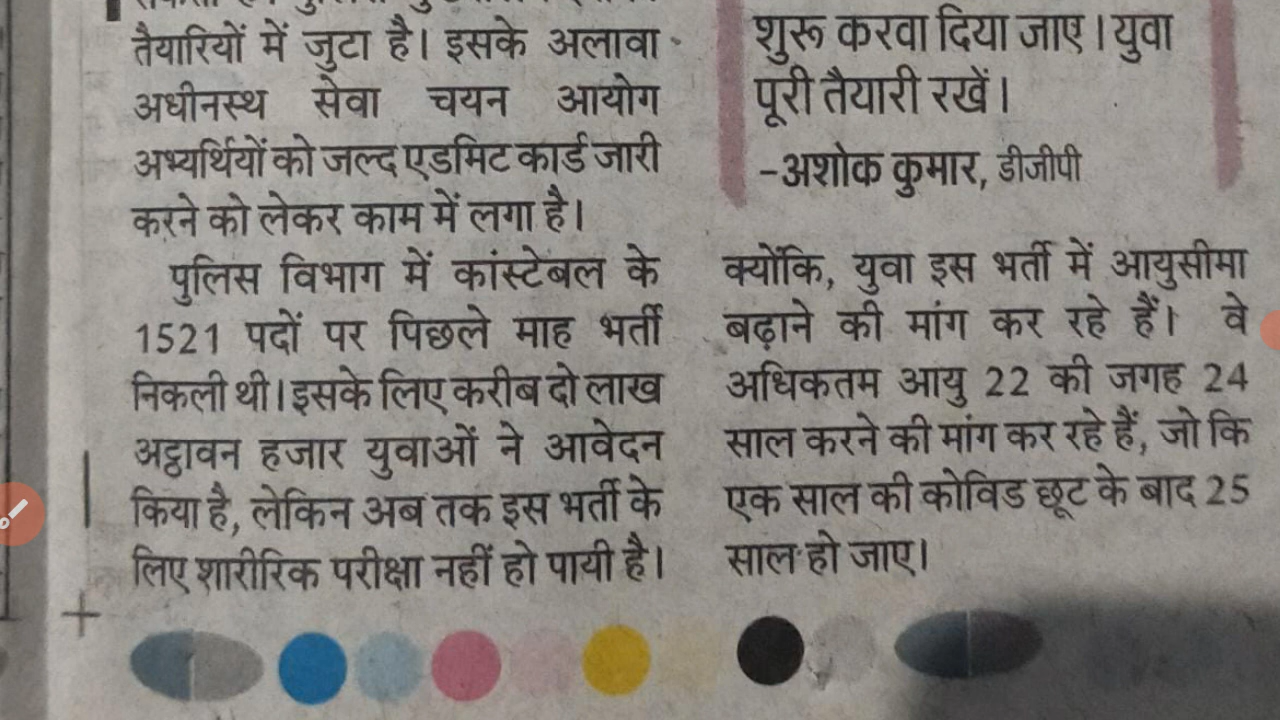 तैयारियों में जुटा है। इसके अलावा
अधीनस्थ सेवा चयन आयोग
अभ्यर्थियों को जल्द एडमिट कार्ड जारी
करने को लेकर काम में लगा है।
पुलिस विभाग में कांस्टेबल के
1521 पदों पर पिछले माह भर्ती
निकली थी। इसके लिए करीब दो लाख
अट्ठावन हजार युवाओं ने आवेदन
किया है, लेकिन अब तक इस भर्ती के
लिए शारीरिक परीक्षा नहीं हो पायी है।
शुरू करवा दिया जाए। युवा
पूरी तैयारी रखें।
-अशोक कुमार, डीजीपी
क्योंकि, युवा इस भर्ती में आयुसीमा
बढ़ाने की मांग कर रहे हैं। वे
अधिकतम आयु 22 की जगह 24
साल करने की मांग कर रहे हैं, जो कि
एक साल की कोविड छूट के बाद 25
साल हो जाए।